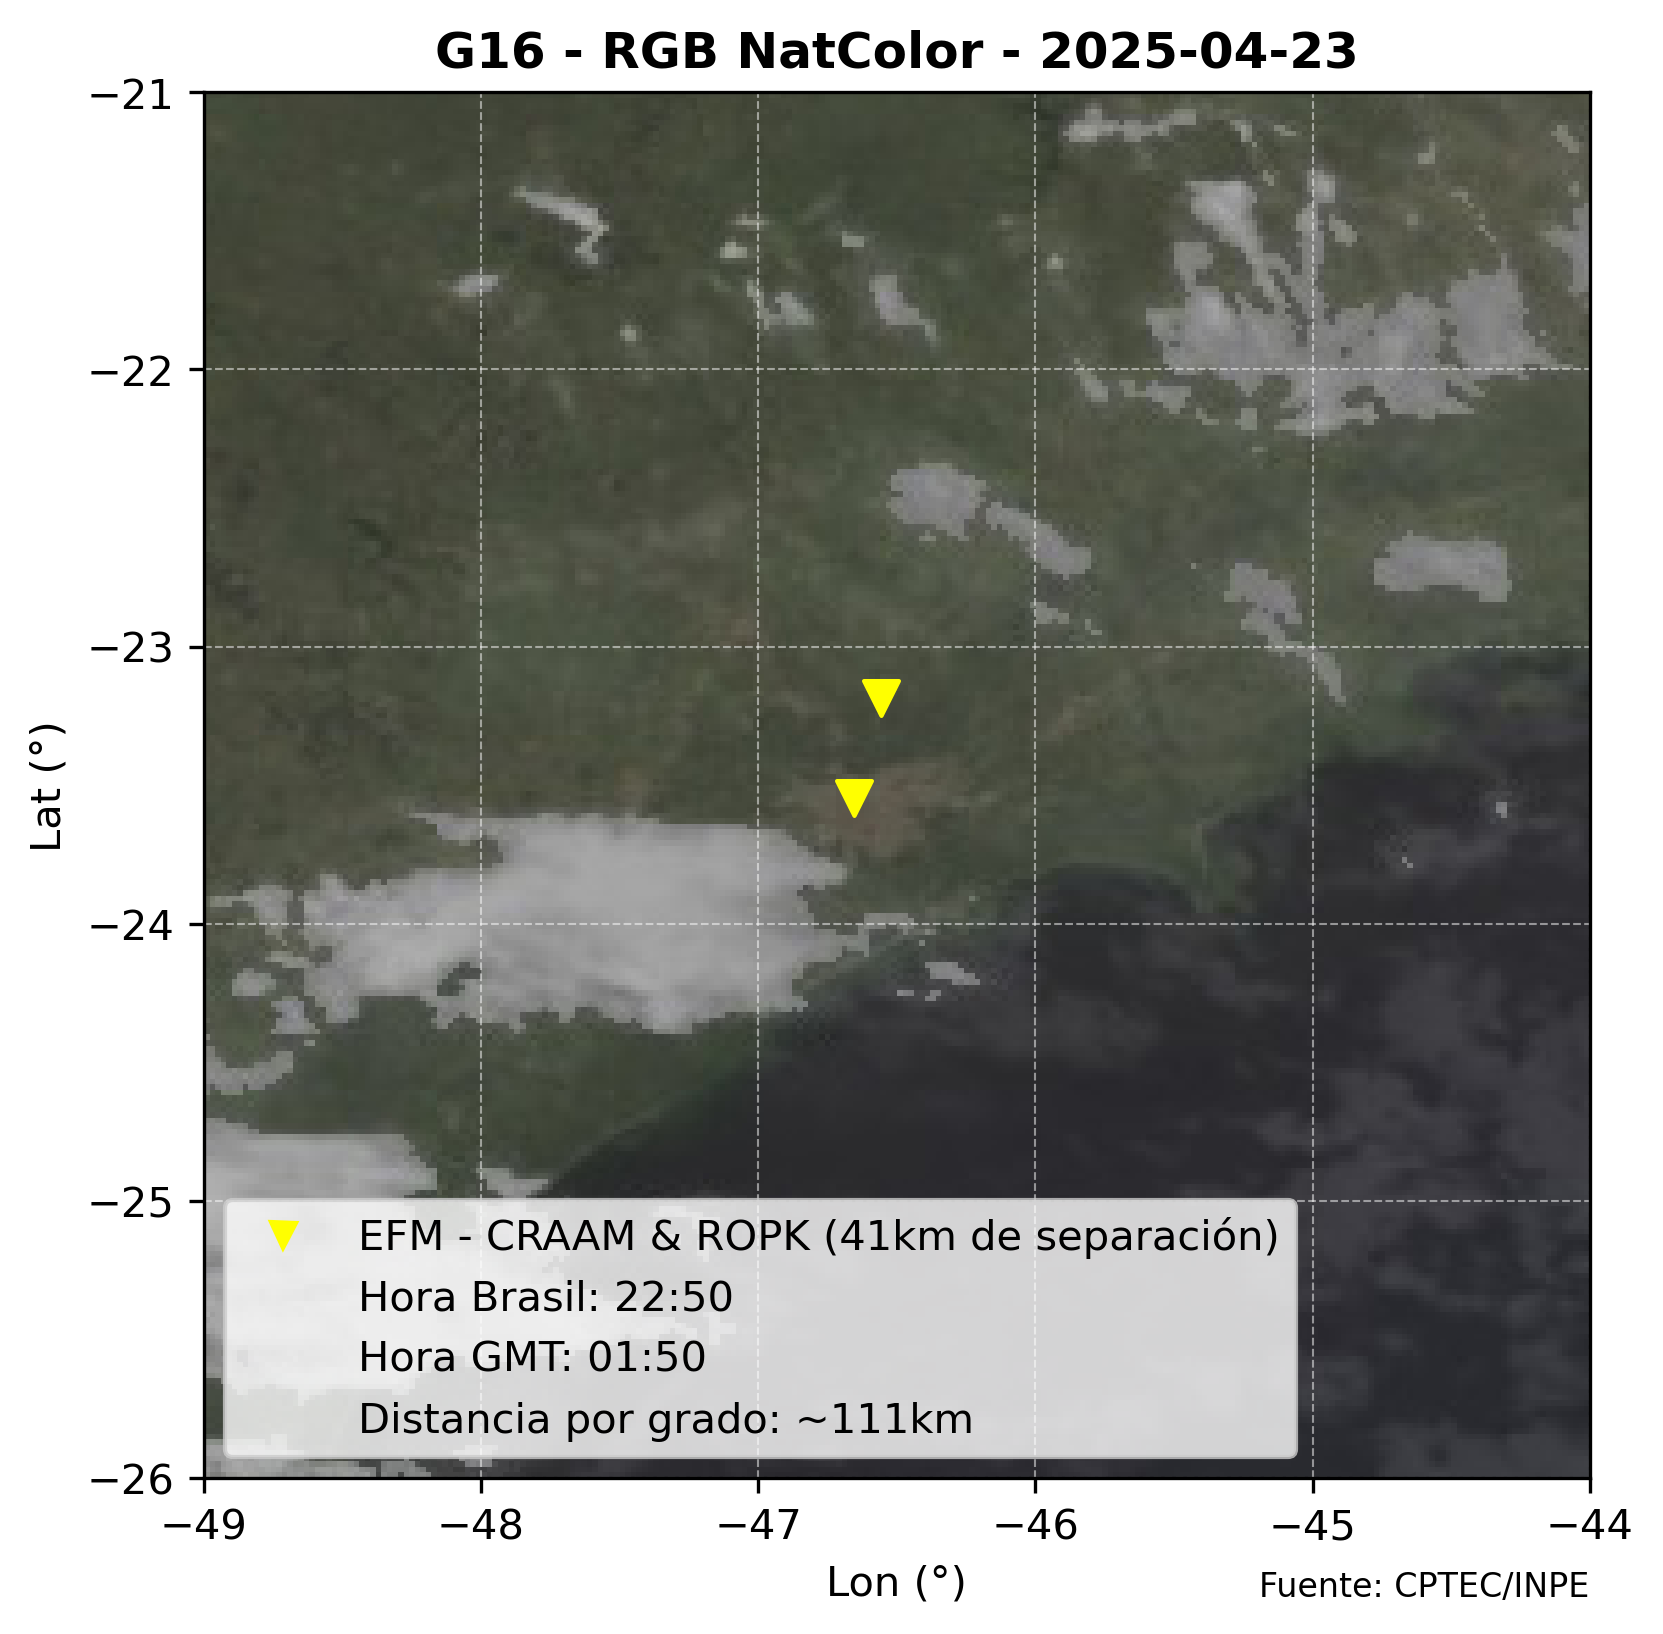 G16 - RGB NatColor - 2025-04-23
−21
−22
−23
−24
−25
−26
Lat (°)
EFM - CRAAM & ROPK (41km de separación)
Hora Brasil: 22:50
Hora GMT: 01:50
Distancia por grado: ~111km
−49 −48 −47 −46 −45 −44
Lon (°)
Fuente: CPTEC/INPE